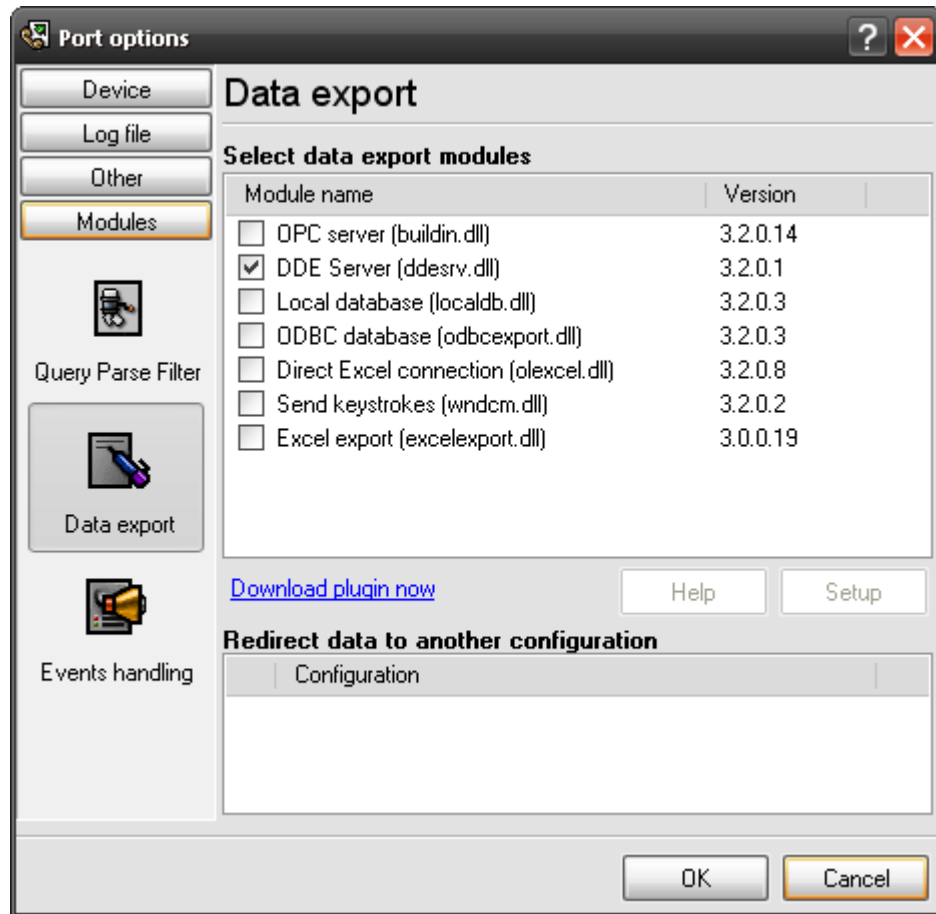 Port options
Device
Log file
Other
Modules
Query Parse Filter
Data export
Events handling
Data export
Select data export modules
Module name Version
OPC server (buildin.dll) 3.2.0.14
DDE Server (ddesrv.dll) 3.2.0.1
Local database (localdb.dll) 3.2.0.3
ODBC database (odbcexport.dll) 3.2.0.3
Direct Excel connection (olexcel.dll) 3.2.0.8
Send keystrokes (wndcm.dll) 3.2.0.2
Excel export (excelexport.dll) 3.0.0.19
Download plugin now Help Setup
Redirect data to another configuration
Configuration
OK Cancel